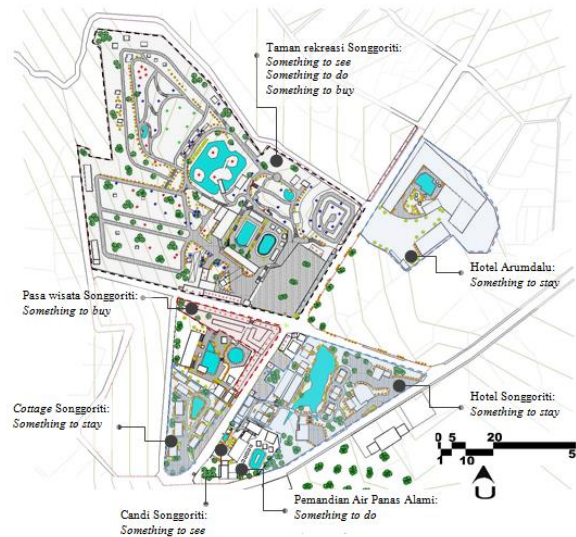 Taman rekreasi Songgoriti:
Something to see
Something to do
Something to buy
Hotel Arumdalu:
Something to stay
Pasa wisata Songgoriti:
Something to buy
Hotel Songgoriti:
Something to stay
Cottage Songgoriti:
Something to stay
0 5 20
1 10 5
Pemandian Air Panas Alami:
Something to do
Candi Songgoriti:
Something to see
U